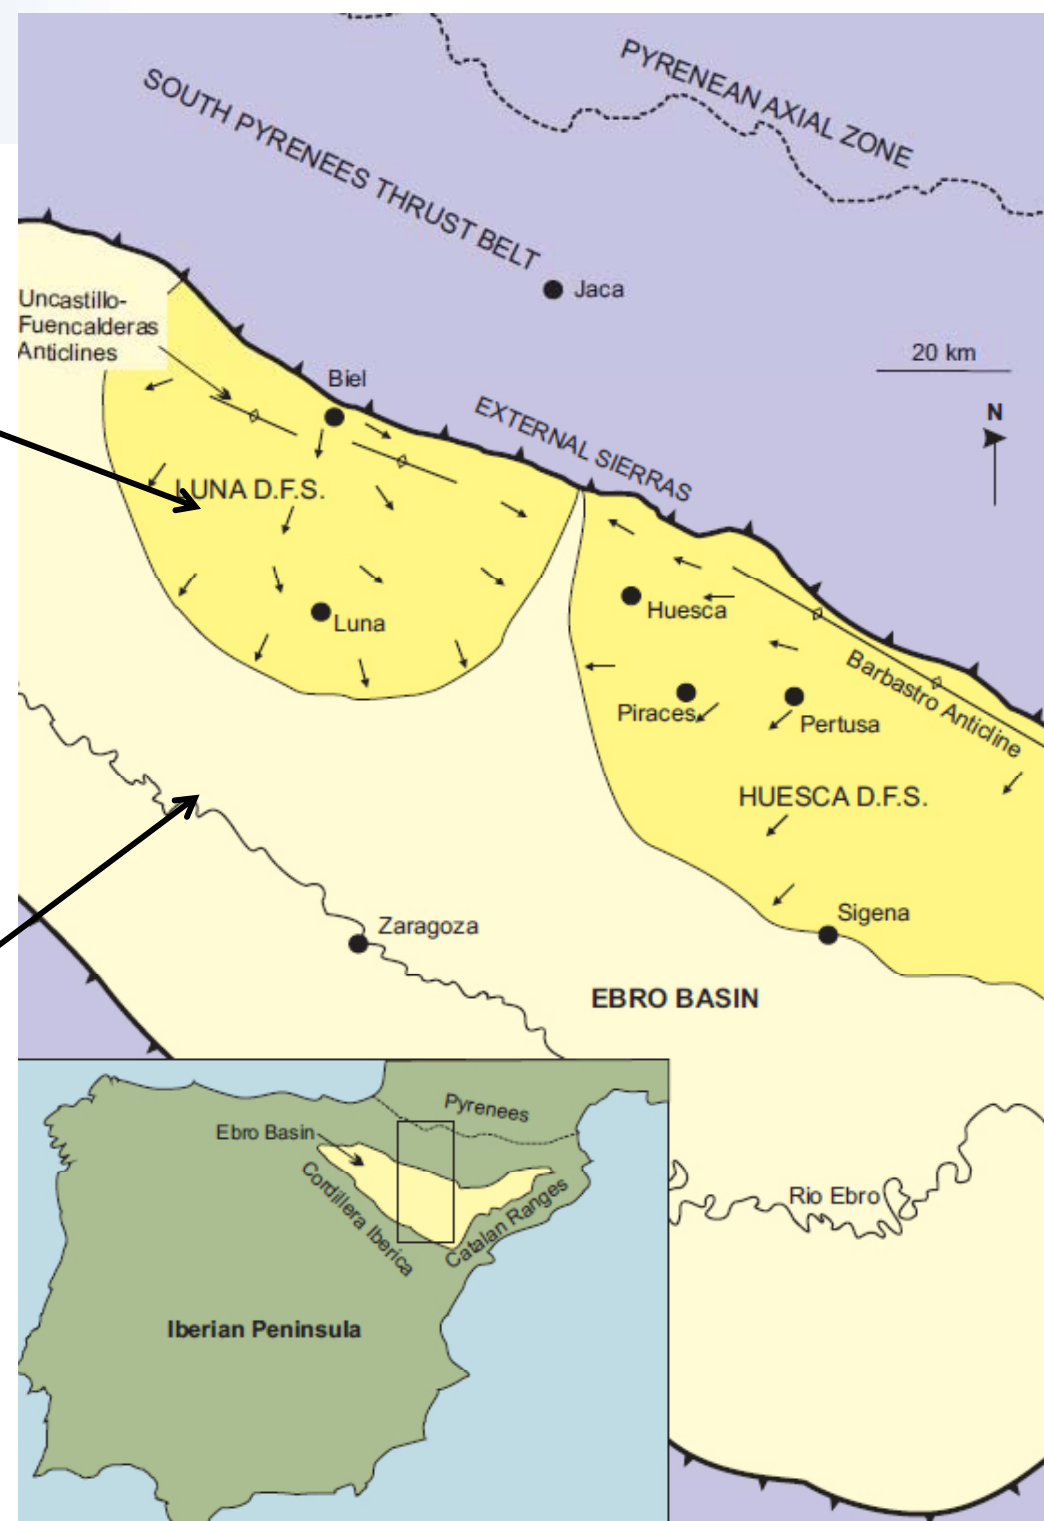 PYRENEAN AXIAL ZONE
SOUTH PYRENEES THRUST BELT
Jaca
Uncastillo-
Fuencalderas
Anticlines
20 km
Biel
N
EXTERNAL SIERRAS
LUNA D.F.S.
Huesca
Luna
Barbastro Anticline
Piraces
Pertusa
HUESCA D.F.S.
Sigena
Zaragoza
EBRO BASIN
Pyrenees
Ebro Basin
Cordillera Iberica
Catalan Ranges
Rio Ebro
Iberian Peninsula